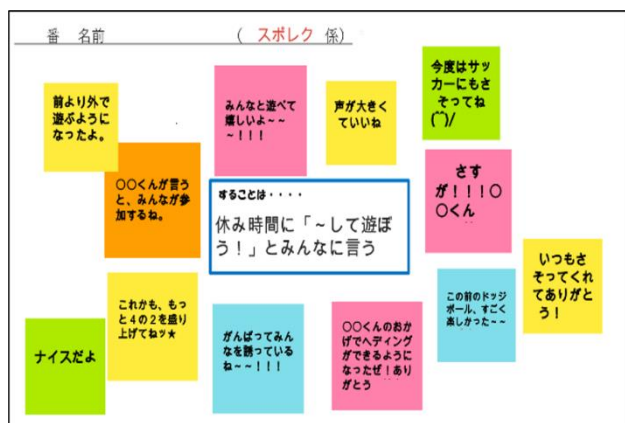 番 名前 ( スポレク 係)
今度はサッ
カーにもさ
そってね
(^^)/
前より外で
遊ぶように
なったよ。
みんなと遊べて
嬉しいよ~~
~!!!
声が大きく
ていいね
〇〇くんが言う
と、みんなが参
加するね。
さす
が!!!〇
〇くん
することは・・・・
休み時間に「~して遊ぼ
う!」とみんなに言う
いつもさ
そってくれ
てありがと
う!
これかも、もっ
と4の2を盛り
上げてねッ★
この前のドッジ
ボール、すごく
楽しかった~~
ナイスだよ
がんばってみん
なを誘っている
ね~~!!!
〇〇くんのおか
げでヘディング
ができるように
なったぜ!あり
がとう